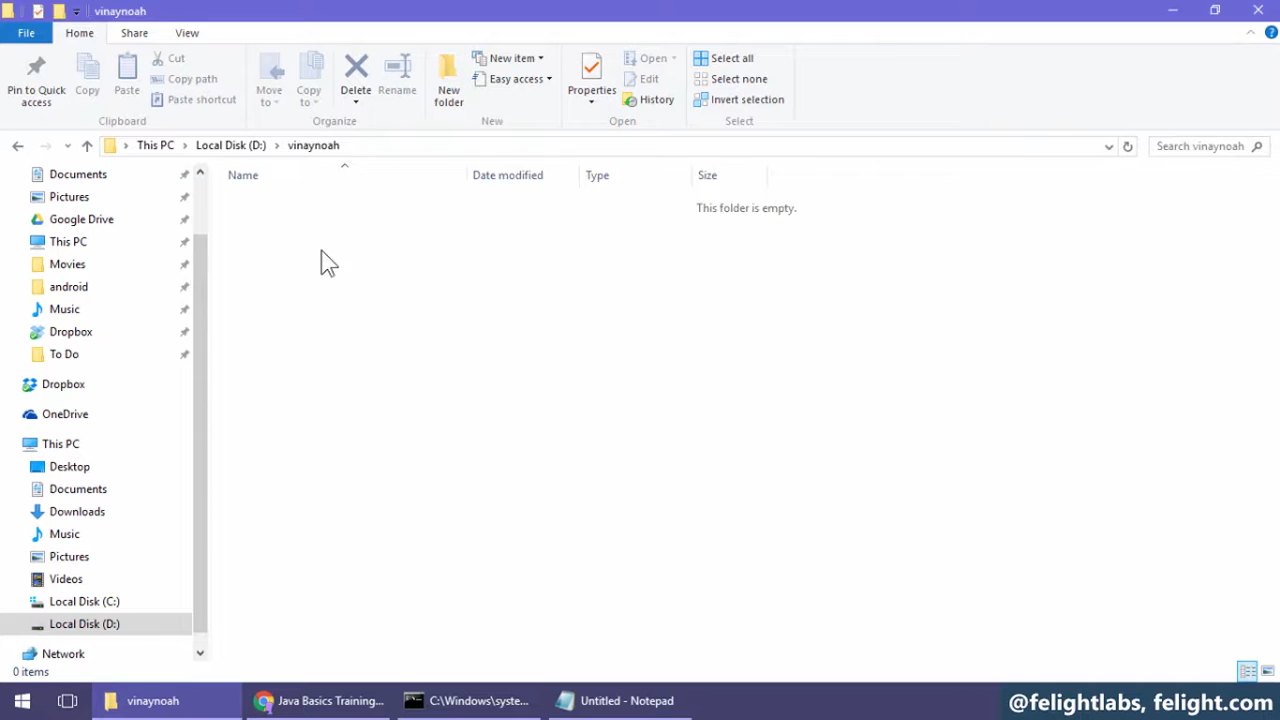 vinaynoah
File Home Share View
Pin to Quick access
Copy
Paste
Cut
Copy path
Paste shortcut
Clipboard
Move to
Copy to
Delete
Rename
Organize
New folder
New item
Easy access
New
Properties
Open
Edit
History
Open
Select all
Select none
Invert selection
Select
This PC Local Disk (D:) vinaynoah
Search vinaynoah
Name Date modified Type Size
This folder is empty.
Documents
Pictures
Google Drive
This PC
Movies
android
Music
Dropbox
To Do
Dropbox
OneDrive
This PC
Desktop
Documents
Downloads
Music
Pictures
Videos
Local Disk (C:)
Local Disk (D:)
Network
0 items
vinaynoah
Java Basics Training...
C:\Windows\syste...
Untitled - Notepad
@felightlabs, felight.com